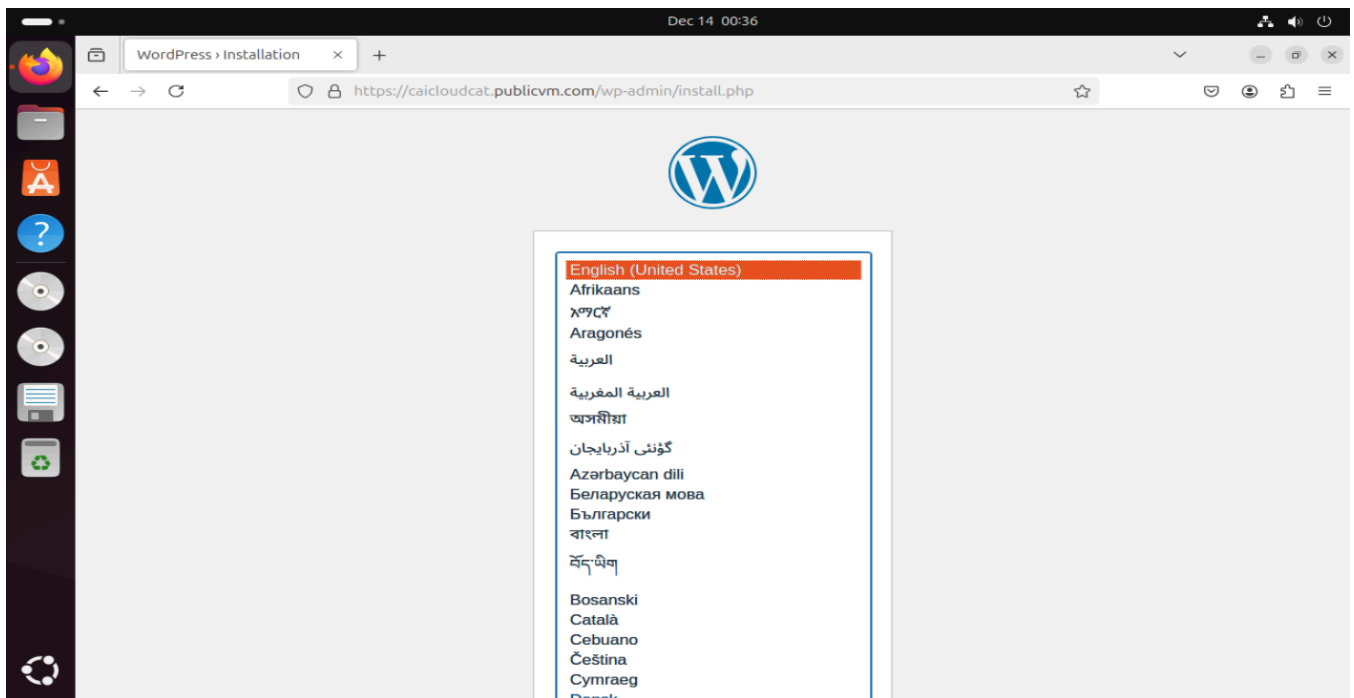 Dec 14 00:36
WordPress › Installation
https://caicloudcat.publicvm.com/wp-admin/install.php
English (United States)
Afrikaans
አማርኛ
Aragonés
العربية
العربية المغربية
অসমীয়া
گؤنئی آذربایجان
Azərbaycan dili
Беларуская мова
Български
বাংলা
བོད་ཡིག
Bosanski
Català
Cebuano
Čeština
Cymraeg
Dansk